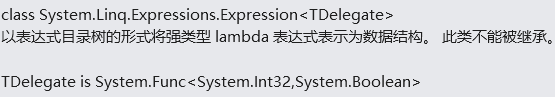 class System.Linq.Expressions.Expression<TDelegate>
以表达式目录树的形式将强类型 lambda 表达式表示为数据结构。 此类不能被继承。
TDelegate is System.Func<System.Int32,System.Boolean>